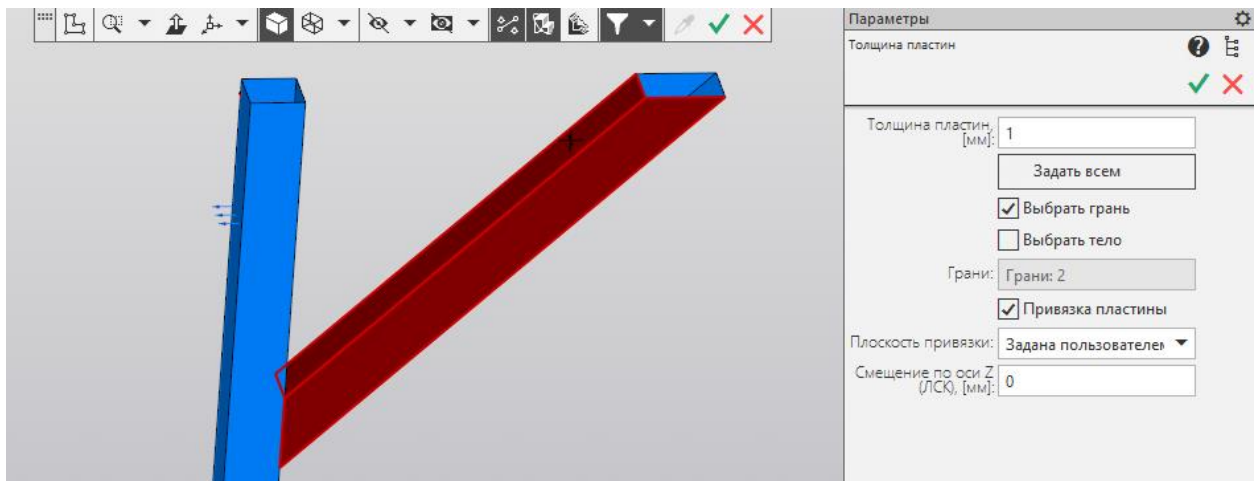 Параметры
Толщина пластин
Толщина пластин,
[мм]:
1
Задать всем
Выбрать грань
Выбрать тело
Грани:
Грани: 2
Привязка пластины
Плоскость привязки:
Задана пользователем
Смещение по оси Z
(ЛСК), [мм]:
0